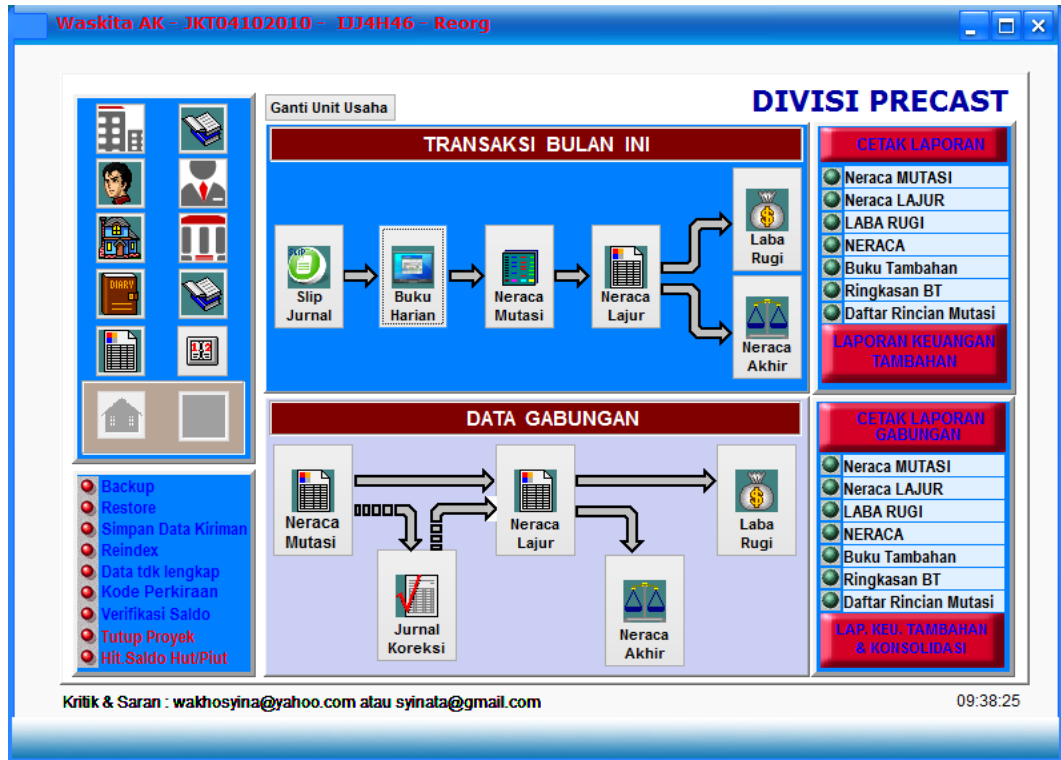 Waskita AK - JKT04102010 - IJJ4H46 - Reorg
Ganti Unit Usaha
DIVISI PRECAST
TRANSAKSI BULAN INI
Slip
Jurnal
Buku
Harian
Neraca
Mutasi
Neraca
Lajur
Laba
Rugi
Neraca
Akhir
CETAK LAPORAN
Neraca MUTASI
Neraca LAJUR
LABA RUGI
NERACA
Buku Tambahan
Ringkasan BT
Daftar Rincian Mutasi
LAPORAN KEUANGAN
TAMBAHAN
DIARY
SLIP
DATA GABUNGAN
Neraca
Mutasi
Jurnal
Koreksi
Neraca
Lajur
Laba
Rugi
Neraca
Akhir
CETAK LAPORAN
GABUNGAN
Neraca MUTASI
Neraca LAJUR
LABA RUGI
NERACA
Buku Tambahan
Ringkasan BT
Daftar Rincian Mutasi
LAP. KEU. TAMBAHAN
& KONSOLIDASI
Backup
Restore
Simpan Data Kiriman
Reindex
Data tdk lengkap
Kode Perkiraan
Verifikasi Saldo
Tutup Proyek
Hit.Saldo Hut/Piut
Kritik & Saran : wakhosyina@yahoo.com atau syinata@gmail.com
09:38:25